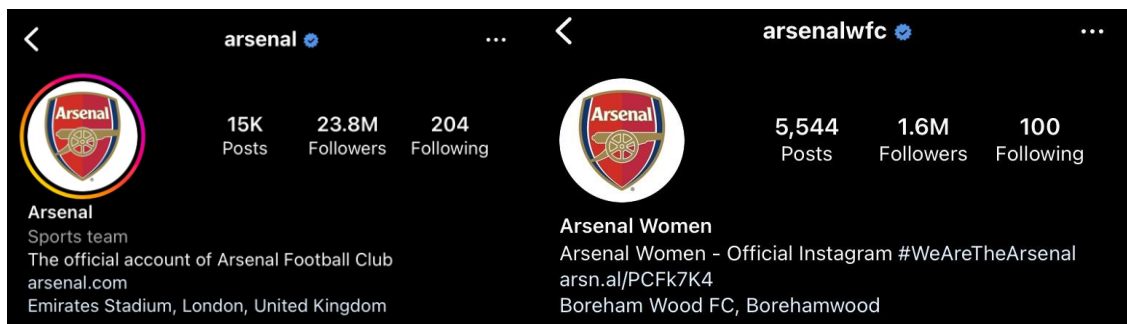 arsenal
Arsenal
15K 23.8M 204
Posts Followers Following
Arsenal
Sports team
The official account of Arsenal Football Club
arsenal.com
Emirates Stadium, London, United Kingdom
arsenalwfc
Arsenal
5,544 1.6M 100
Posts Followers Following
Arsenal Women
Arsenal Women - Official Instagram #WeAreTheArsenal
arsn.al/PCFk7K4
Boreham Wood FC, Borehamwood